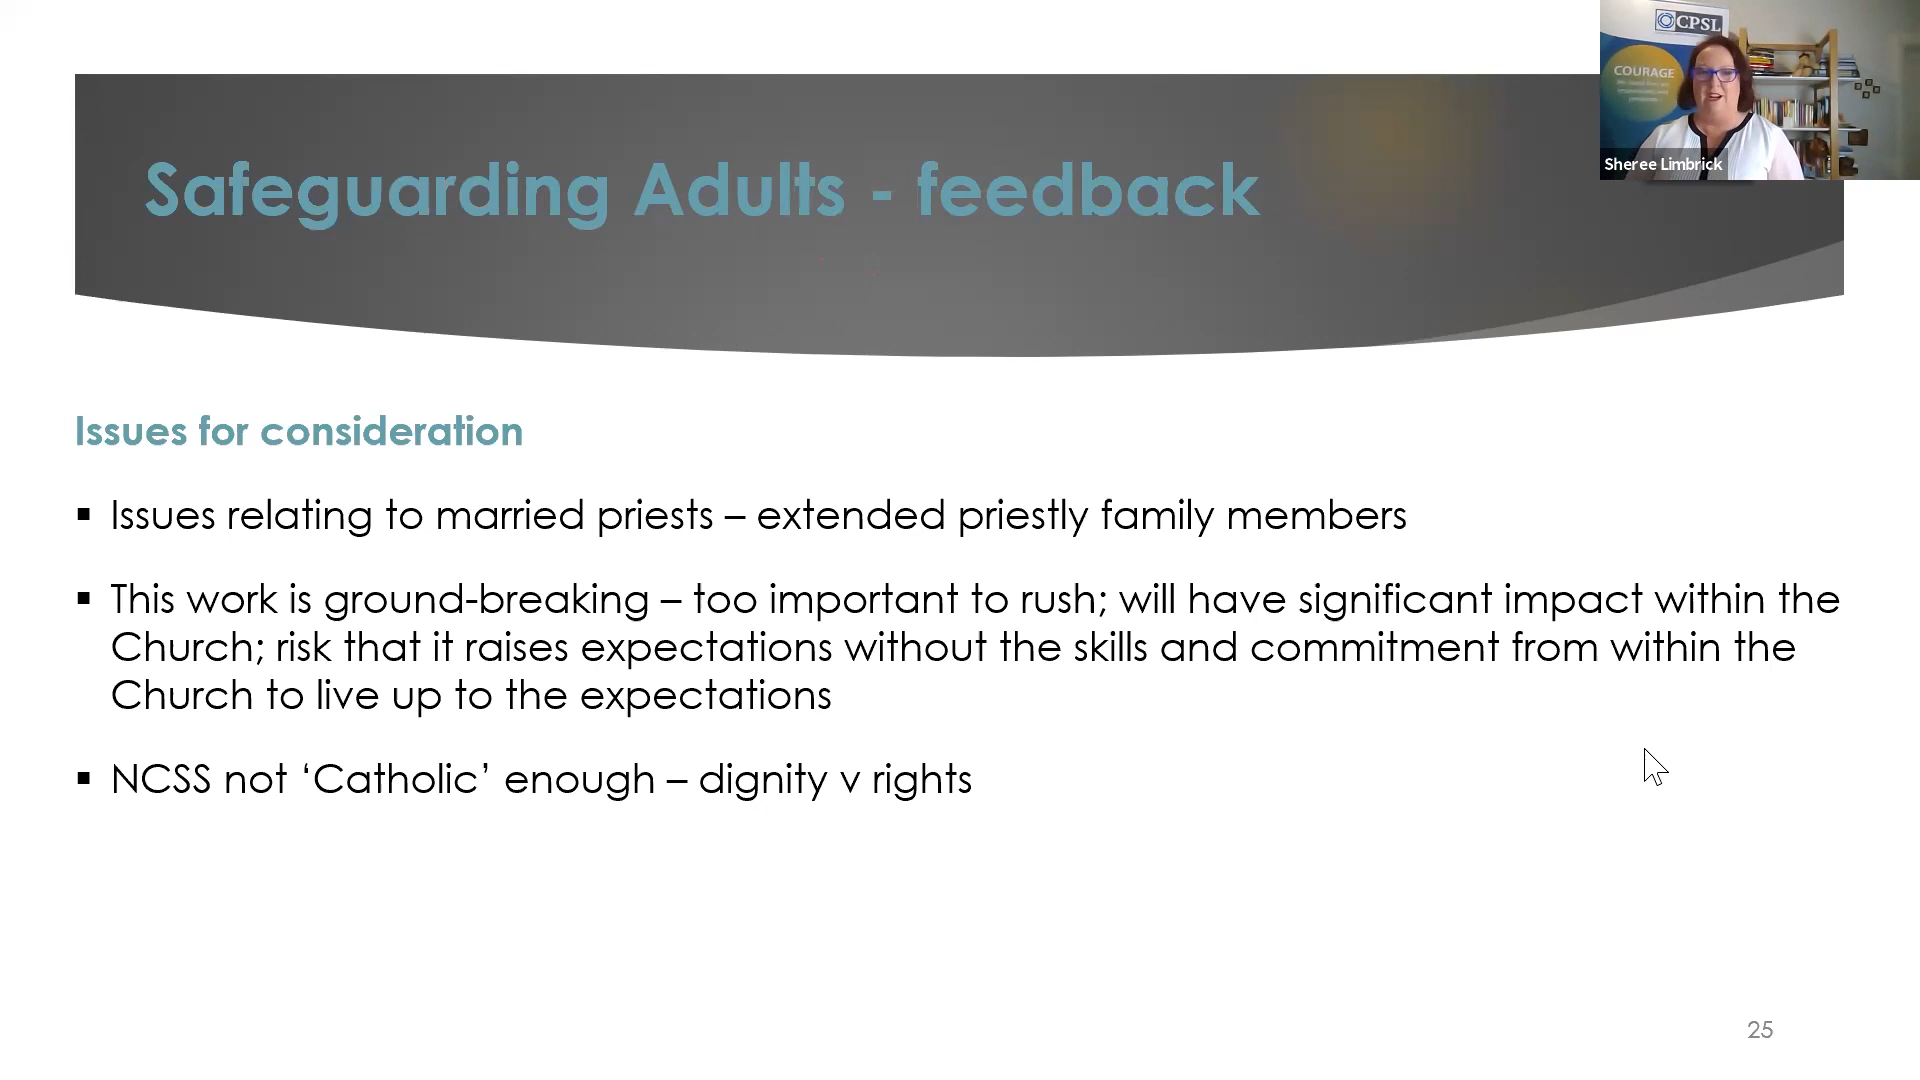 CPSL
COURAGE
Sheree Limbrick
Safeguarding Adults - feedback
Issues for consideration
▪ Issues relating to married priests – extended priestly family members
▪ This work is ground-breaking – too important to rush; will have significant impact within the
Church; risk that it raises expectations without the skills and commitment from within the
Church to live up to the expectations
▪ NCSS not ‘Catholic’ enough – dignity v rights
25